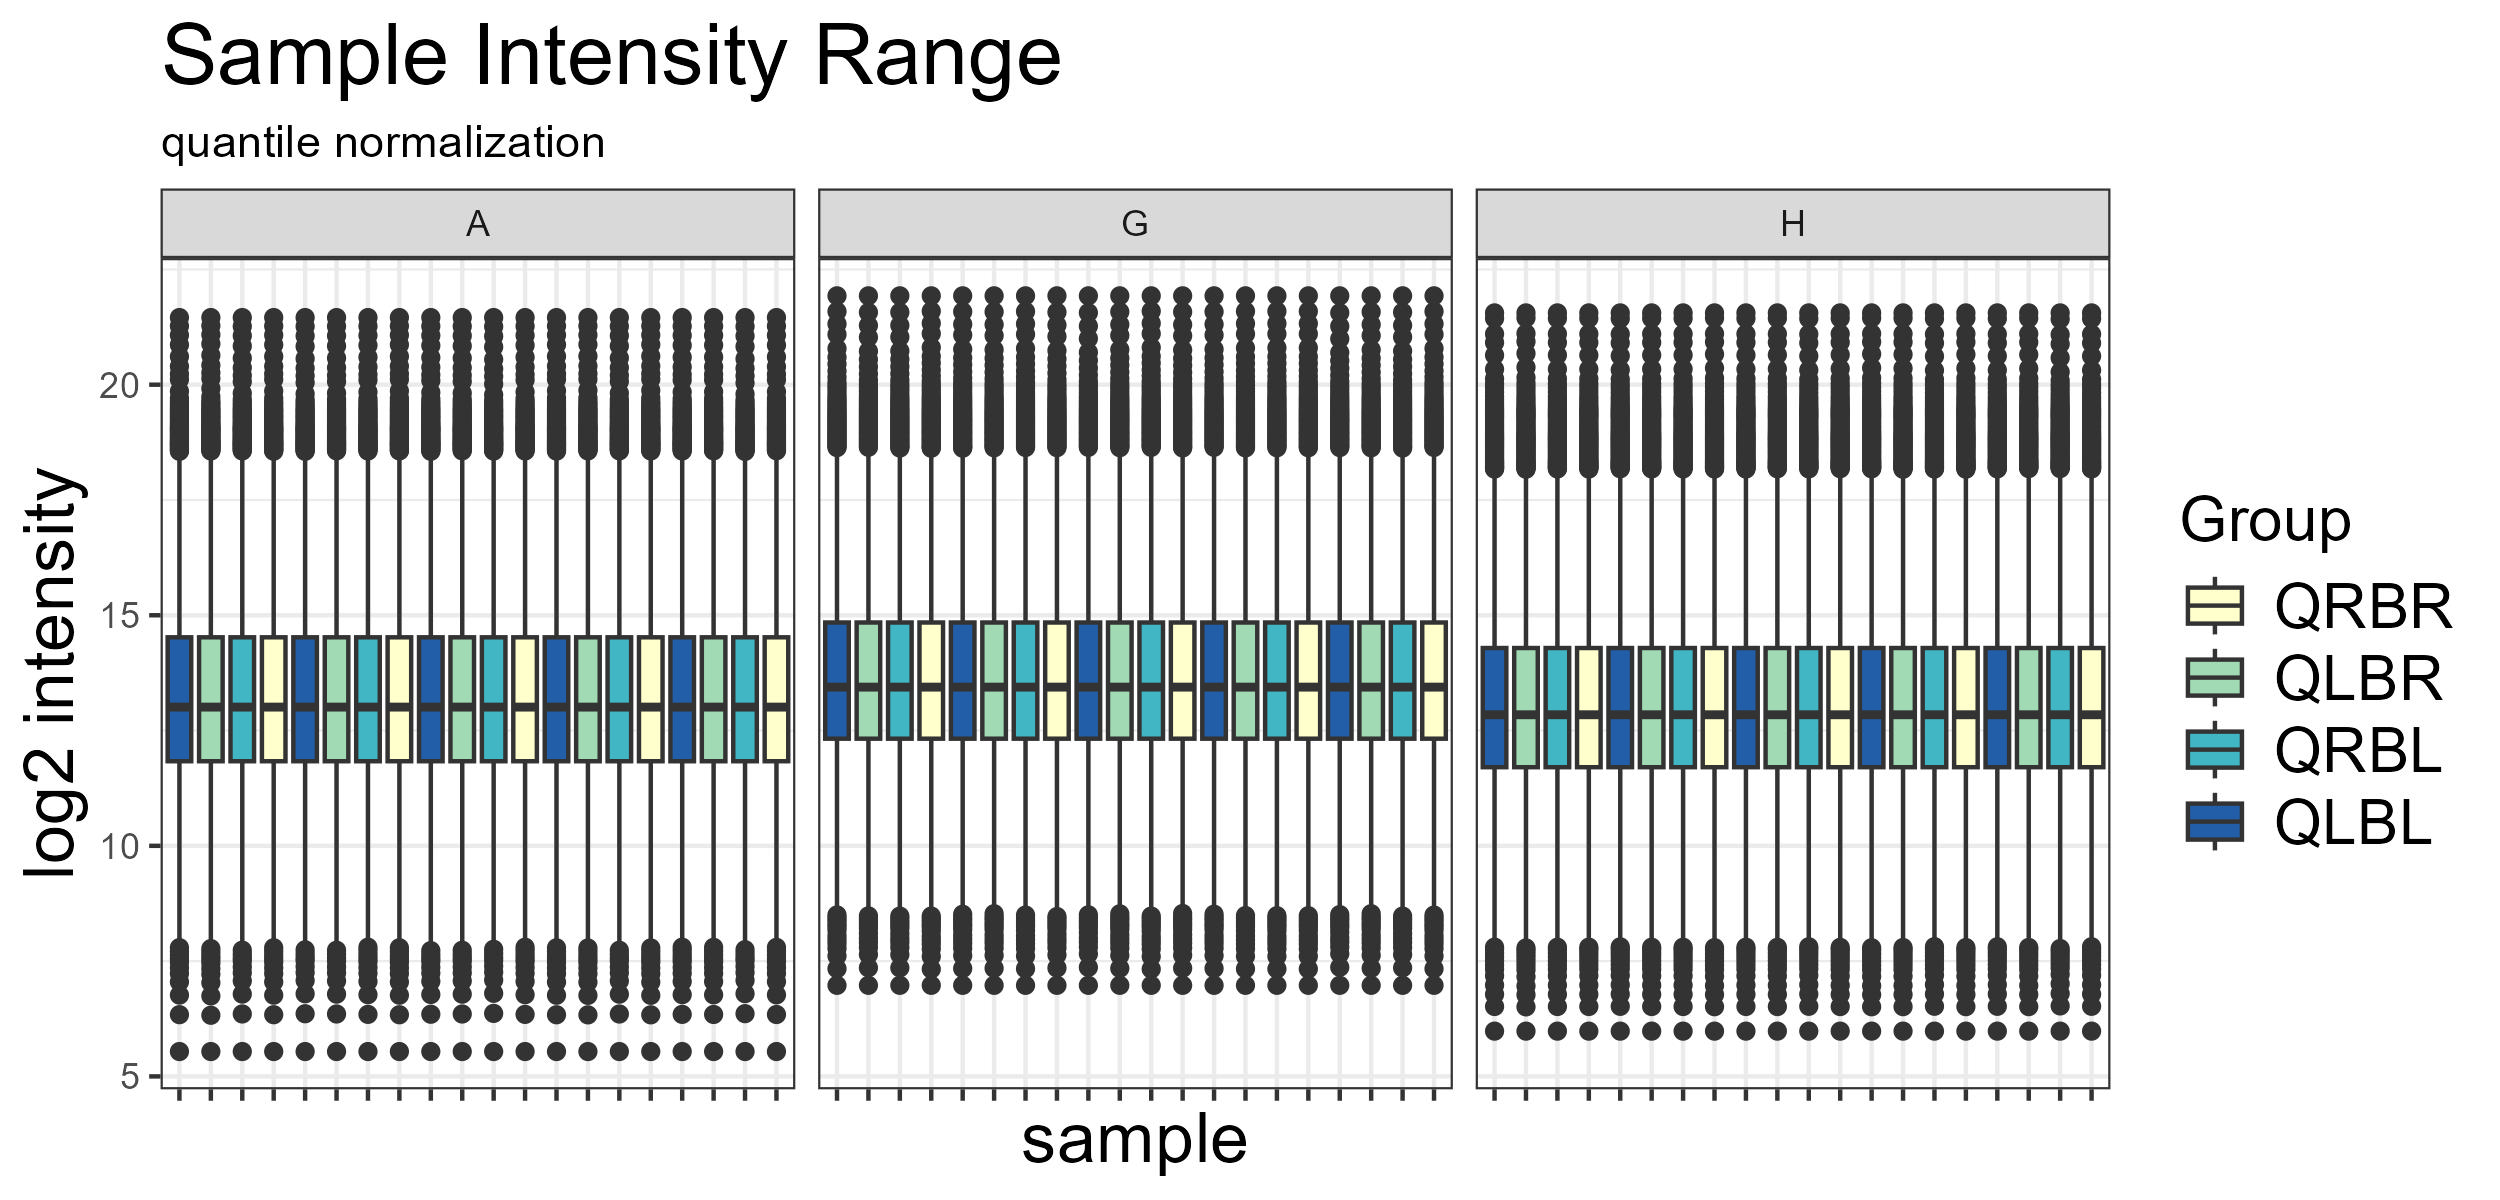 Sample Intensity Range
quantile normalization
A
G
H
20
15
10
5
log2 intensity
sample
Group
QRBR
QLBR
QRBL
QLBL